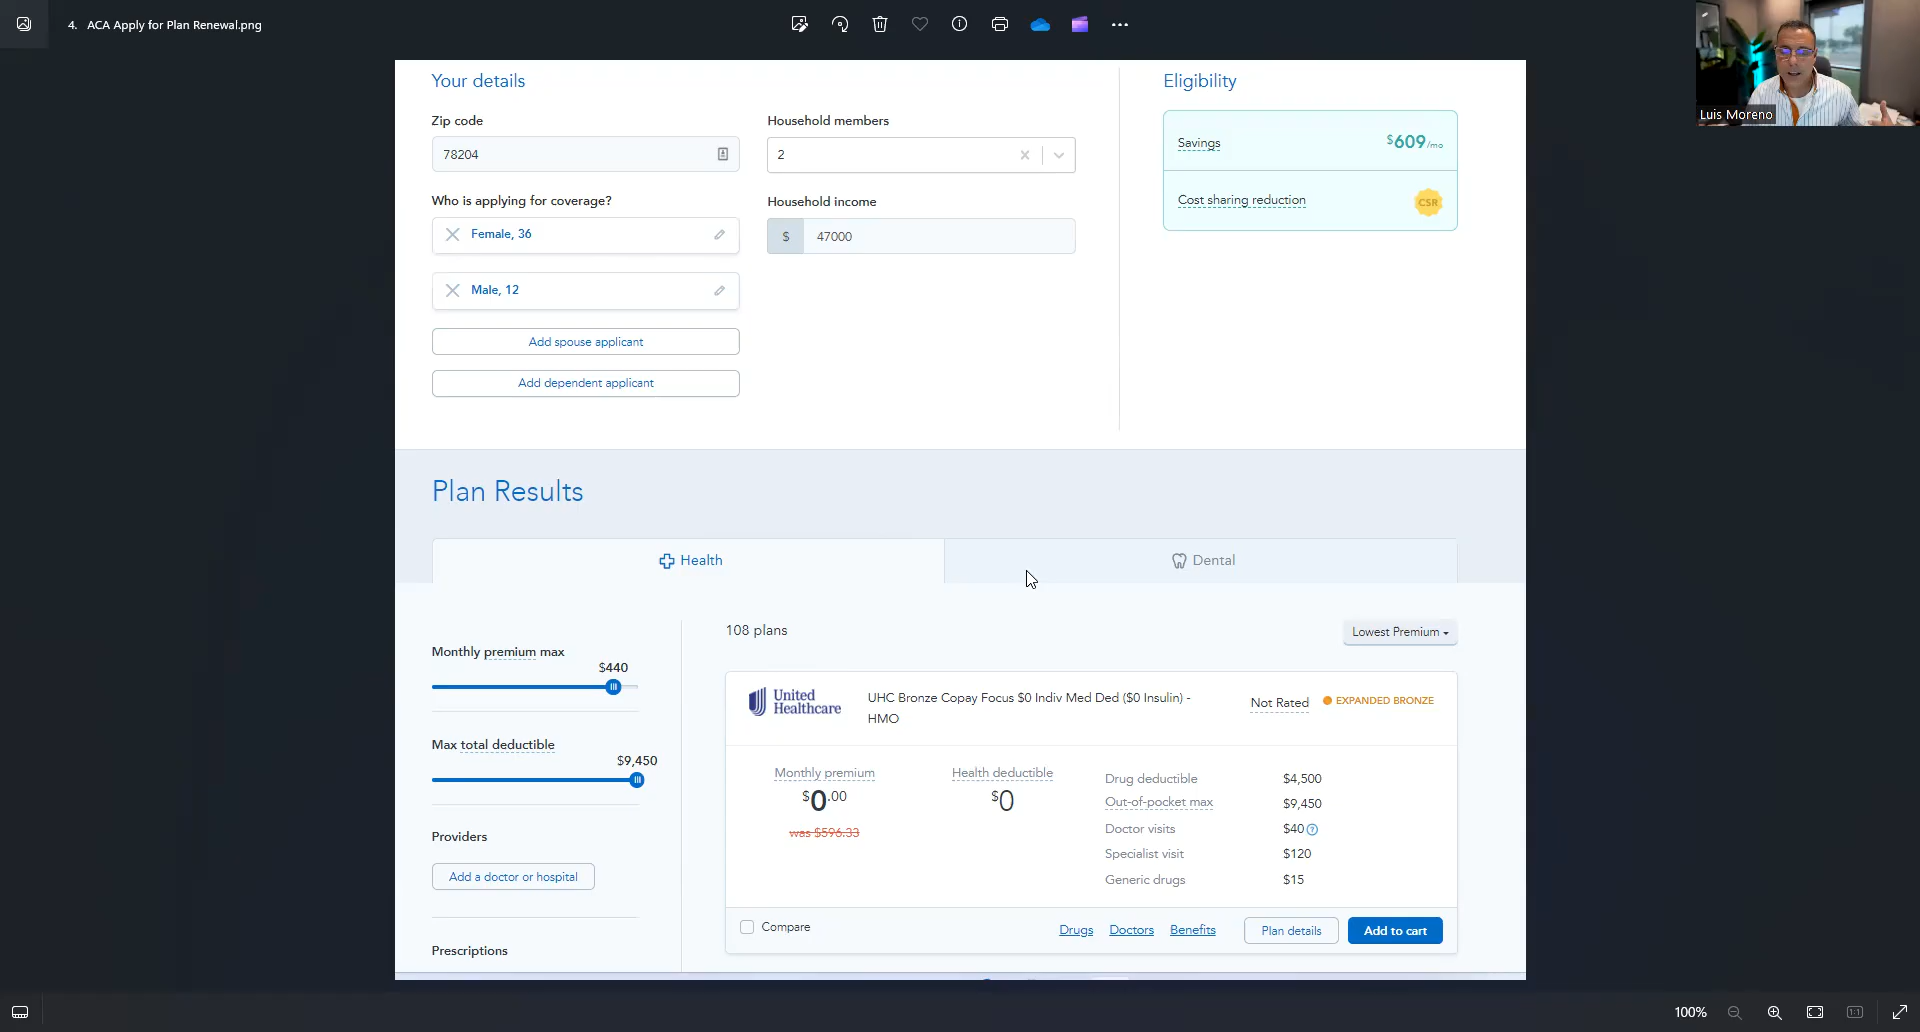 4. ACA Apply for Plan Renewal.png
Luis Moreno
Your details
Eligibility
Zip code
Household members
78204
2
Savings
$609/mo
Who is applying for coverage?
Household income
Cost sharing reduction
CSR
Female, 36
$ 47000
Male, 12
Add spouse applicant
Add dependent applicant
Plan Results
Health
Dental
108 plans
Lowest Premium
Monthly premium max
$440
United Healthcare
UHC Bronze Copay Focus $0 Indiv Med Ded ($0 Insulin) -
HMO
Not Rated
EXPANDED BRONZE
Max total deductible
$9,450
Monthly premium
$0.00
was $596.33
Health deductible
$0
Drug deductible $4,500
Out-of-pocket max $9,450
Doctor visits $40
Specialist visit $120
Generic drugs $15
Providers
Add a doctor or hospital
Compare
Drugs
Doctors
Benefits
Plan details
Add to cart
Prescriptions
100%
1:1